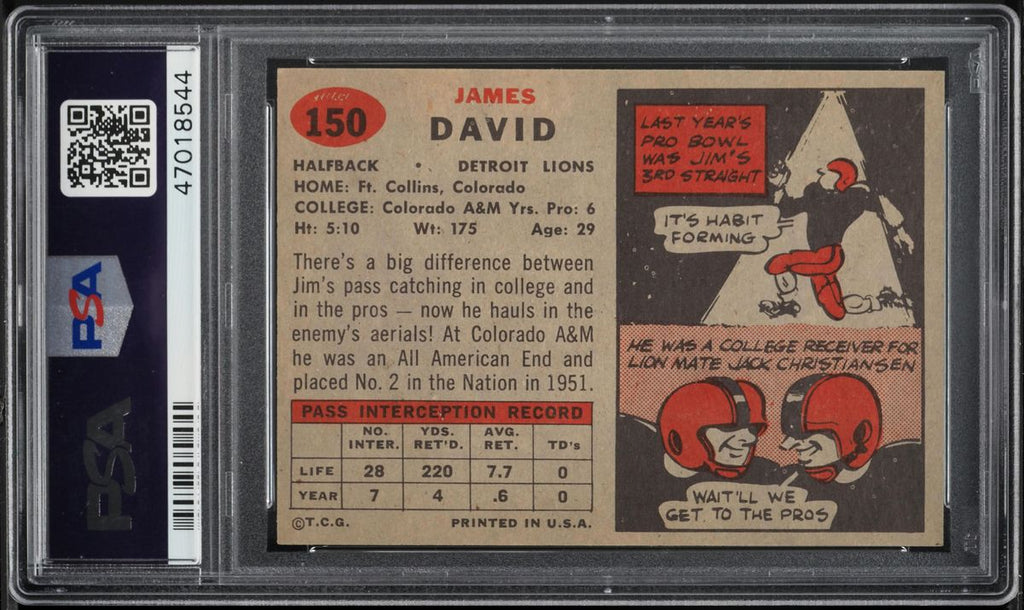 47018544
PSA
PSA
150
JAMES
DAVID
HALFBACK • DETROIT LIONS
HOME: Ft. Collins, Colorado
COLLEGE: Colorado A&M Yrs. Pro: 6
Ht: 5:10 Wt: 175 Age: 29
There's a big difference between
Jim's pass catching in college and
in the pros — now he hauls in the
enemy's aerials! At Colorado A&M
he was an All American End and
placed No. 2 in the Nation in 1951.
PASS INTERCEPTION RECORD
NO. YDS. AVG.
INTER. RET'D. RET. TD's
LIFE 28 220 7.7 0
YEAR 7 4 .6 0
©T.C.G. PRINTED IN U.S.A.
LAST YEAR'S
PRO BOWL
WAS JIM'S
3RD STRAIGHT
IT'S HABIT
FORMING
HE WAS A COLLEGE RECEIVER FOR
LION MATE JACK CHRISTIANSEN
WAIT'LL WE
GET TO THE PROS